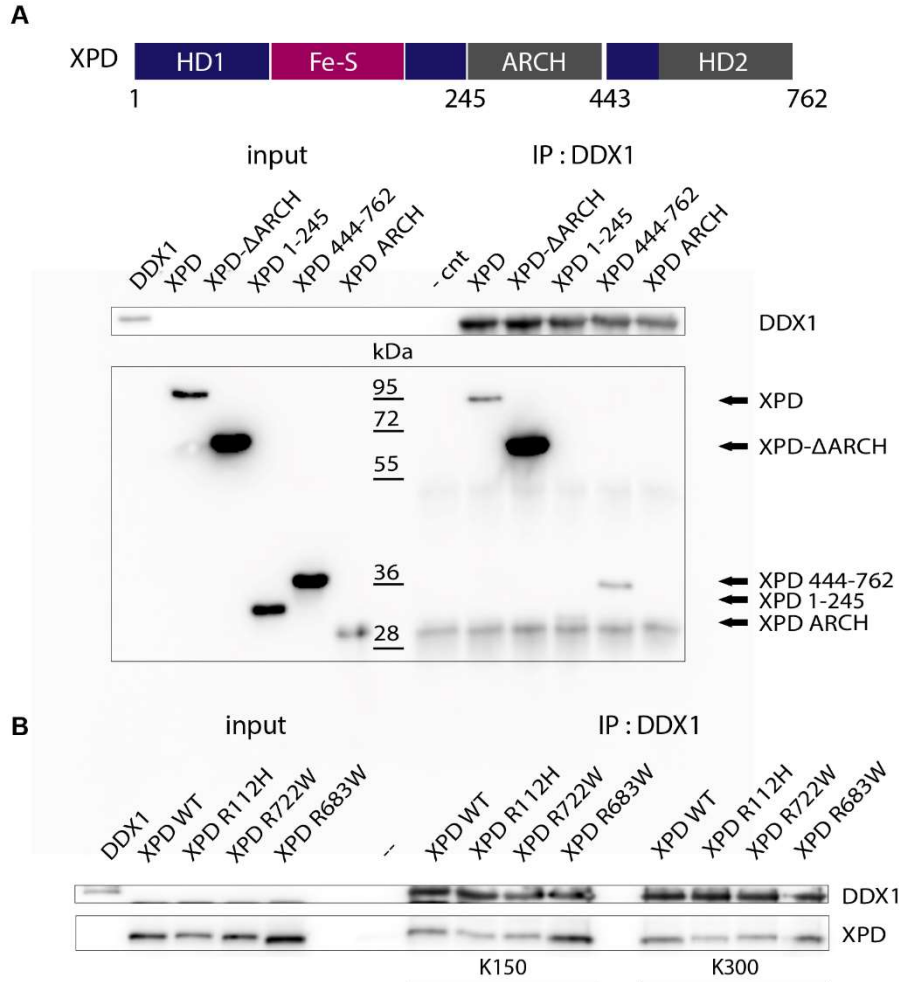 A
XPD HD1 Fe-S ARCH HD2
1 245 443 762
input IP : DDX1
DDX1 XPD XPD-ΔARCH XPD 1-245 XPD 444-762 XPD ARCH - cnt XPD XPD-ΔARCH XPD 1-245 XPD 444-762 XPD ARCH
DDX1
kDa
95 XPD
72
XPD-ΔARCH
55
36 XPD 444-762
XPD 1-245
XPD ARCH
28
B
input IP : DDX1
DDX1 XPD WT XPD R112H XPD R722W XPD R683W -- XPD WT XPD R112H XPD R722W XPD R683W XPD WT XPD R112H XPD R722W XPD R683W
DDX1
XPD
K150 K300